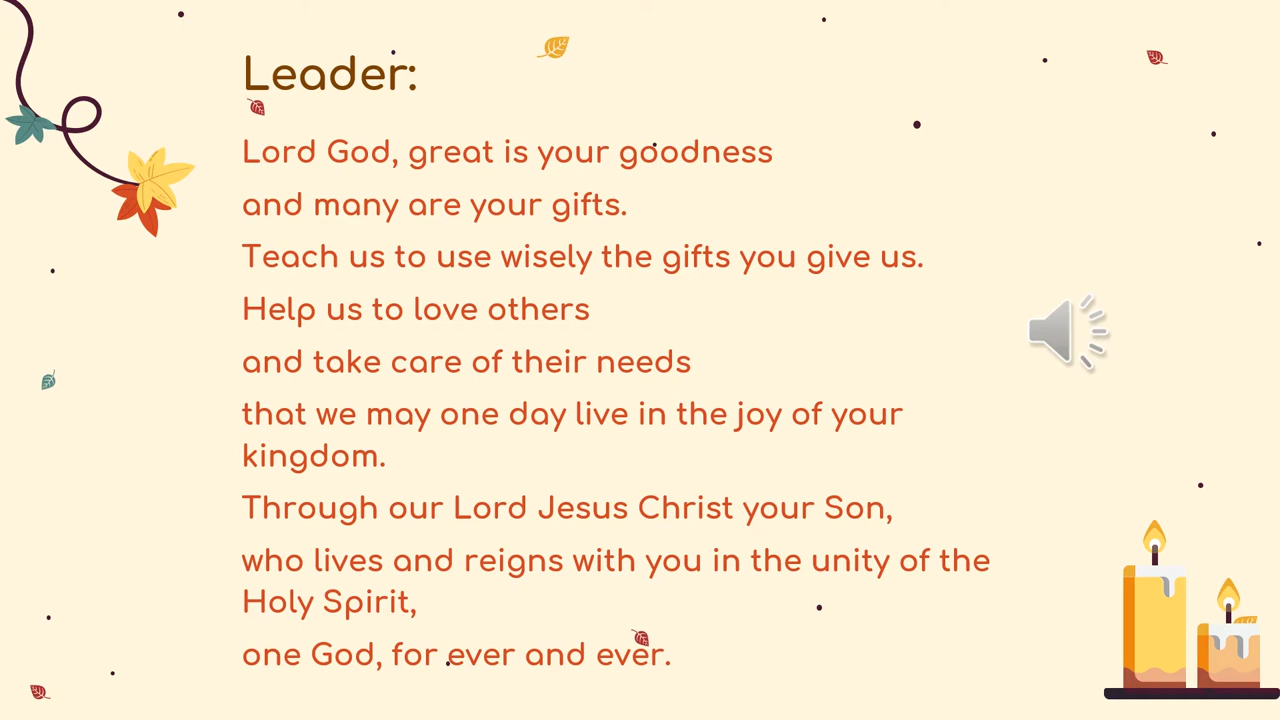 Leader:
Lord God, great is your goodness
and many are your gifts.
Teach us to use wisely the gifts you give us.
Help us to love others
and take care of their needs
that we may one day live in the joy of your
kingdom.
Through our Lord Jesus Christ your Son,
who lives and reigns with you in the unity of the
Holy Spirit,
one God, for ever and ever.